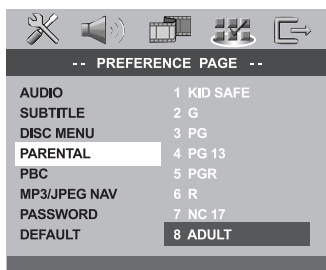 -- PREFERENCE PAGE --
AUDIO 1 KID SAFE
SUBTITLE 2 G
DISC MENU 3 PG
PARENTAL 4 PG 13
PBC 5 PGR
MP3/JPEG NAV 6 R
PASSWORD 7 NC 17
DEFAULT 8 ADULT